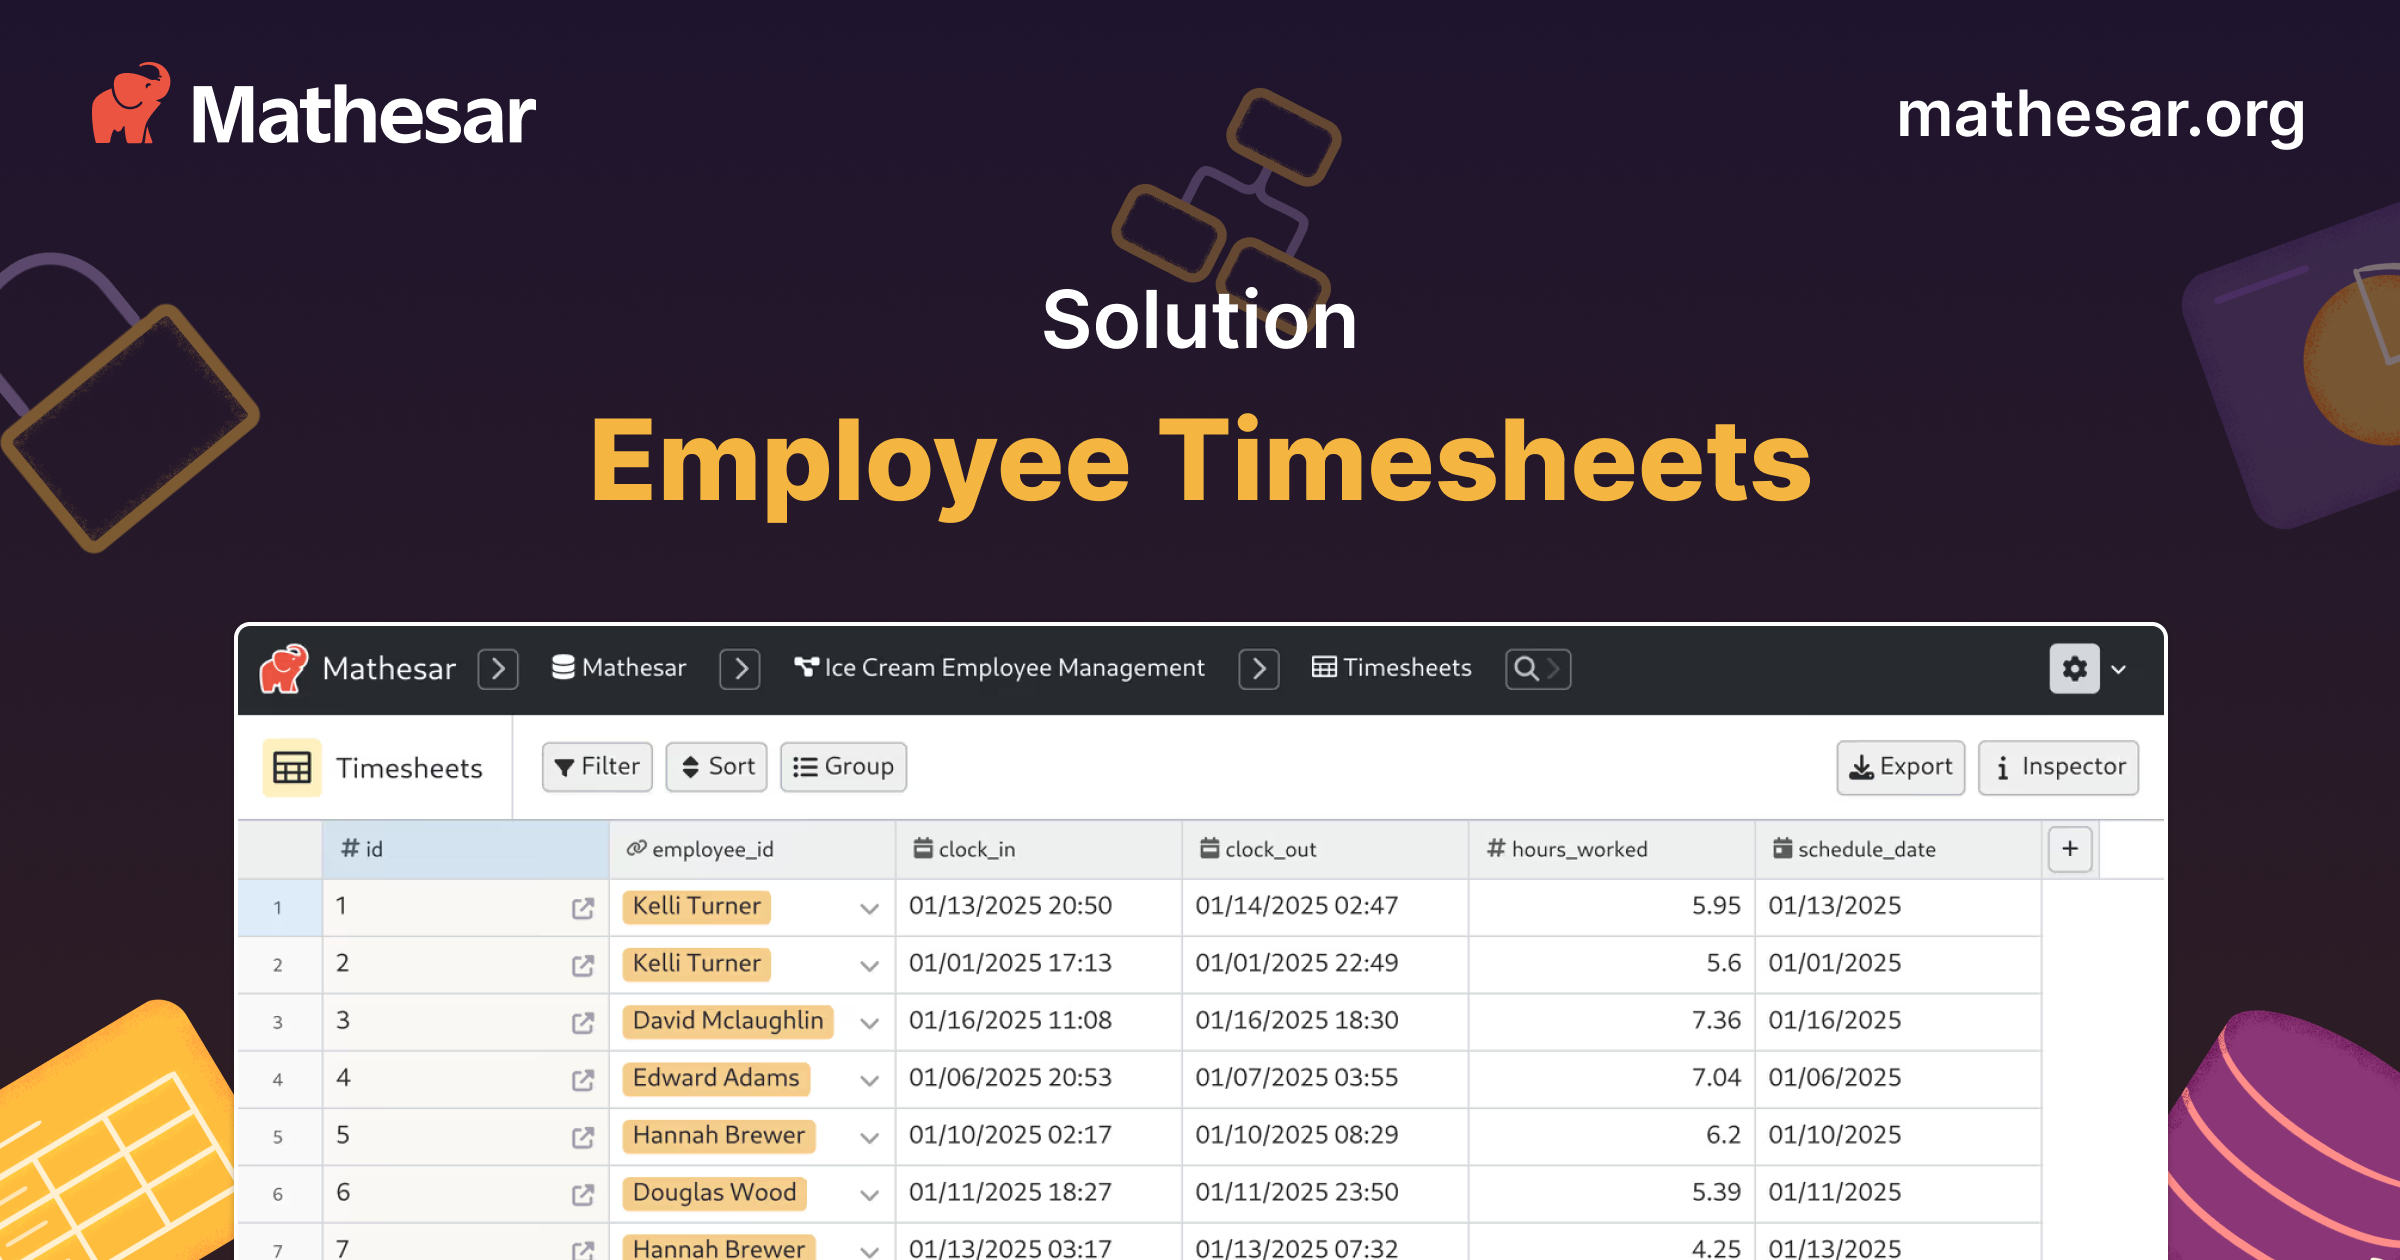 Mathesar
mathesar.org
Solution
Employee Timesheets
Mathesar Mathesar Ice Cream Employee Management Timesheets
Timesheets Filter Sort Group Export Inspector
# id employee_id clock_in clock_out # hours_worked schedule_date +
1 1 Kelli Turner 01/13/2025 20:50 01/14/2025 02:47 5.95 01/13/2025
2 2 Kelli Turner 01/01/2025 17:13 01/01/2025 22:49 5.6 01/01/2025
3 3 David Mclaughlin 01/16/2025 11:08 01/16/2025 18:30 7.36 01/16/2025
4 4 Edward Adams 01/06/2025 20:53 01/07/2025 03:55 7.04 01/06/2025
5 5 Hannah Brewer 01/10/2025 02:17 01/10/2025 08:29 6.2 01/10/2025
6 6 Douglas Wood 01/11/2025 18:27 01/11/2025 23:50 5.39 01/11/2025
7 7 Hannah Brewer 01/13/2025 03:17 01/13/2025 07:32 4.25 01/13/2025